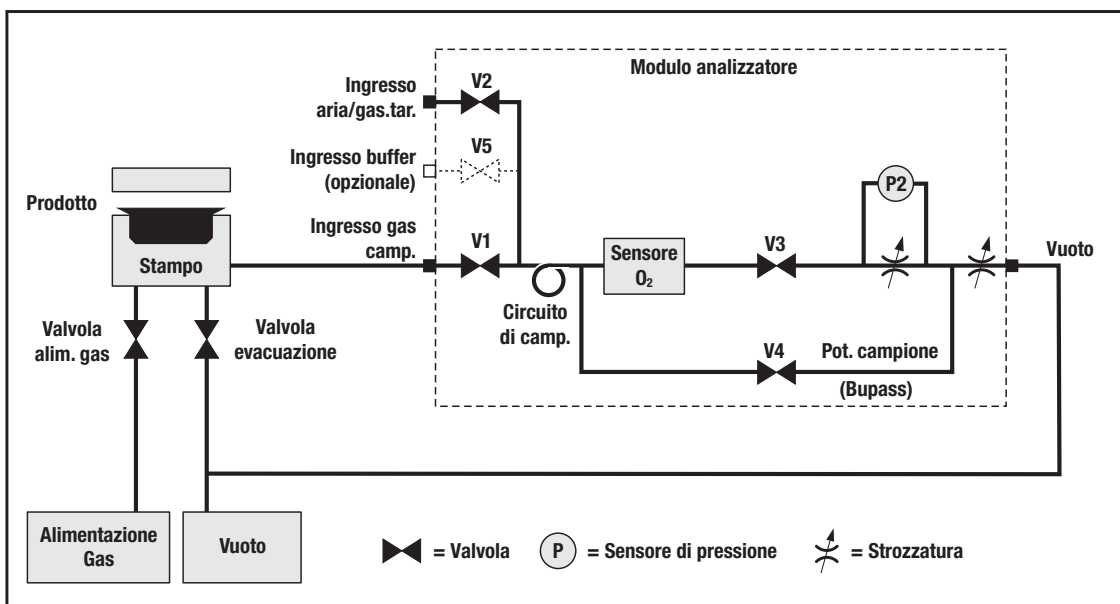 Modulo analizzatore
Ingresso
aria/gas.tar.
V2
Ingresso buffer
(opzionale)
V5
Prodotto
Ingresso gas
camp.
V1
Stampo
Sensore
O₂
V3
P2
Vuoto
Circuito
di camp.
Valvola
alim. gas
Valvola
evacuazione
V4
Pot. campione
(Bupass)
Alimentazione
Gas
Vuoto
= Valvola
P = Sensore di pressione
= Strozzatura